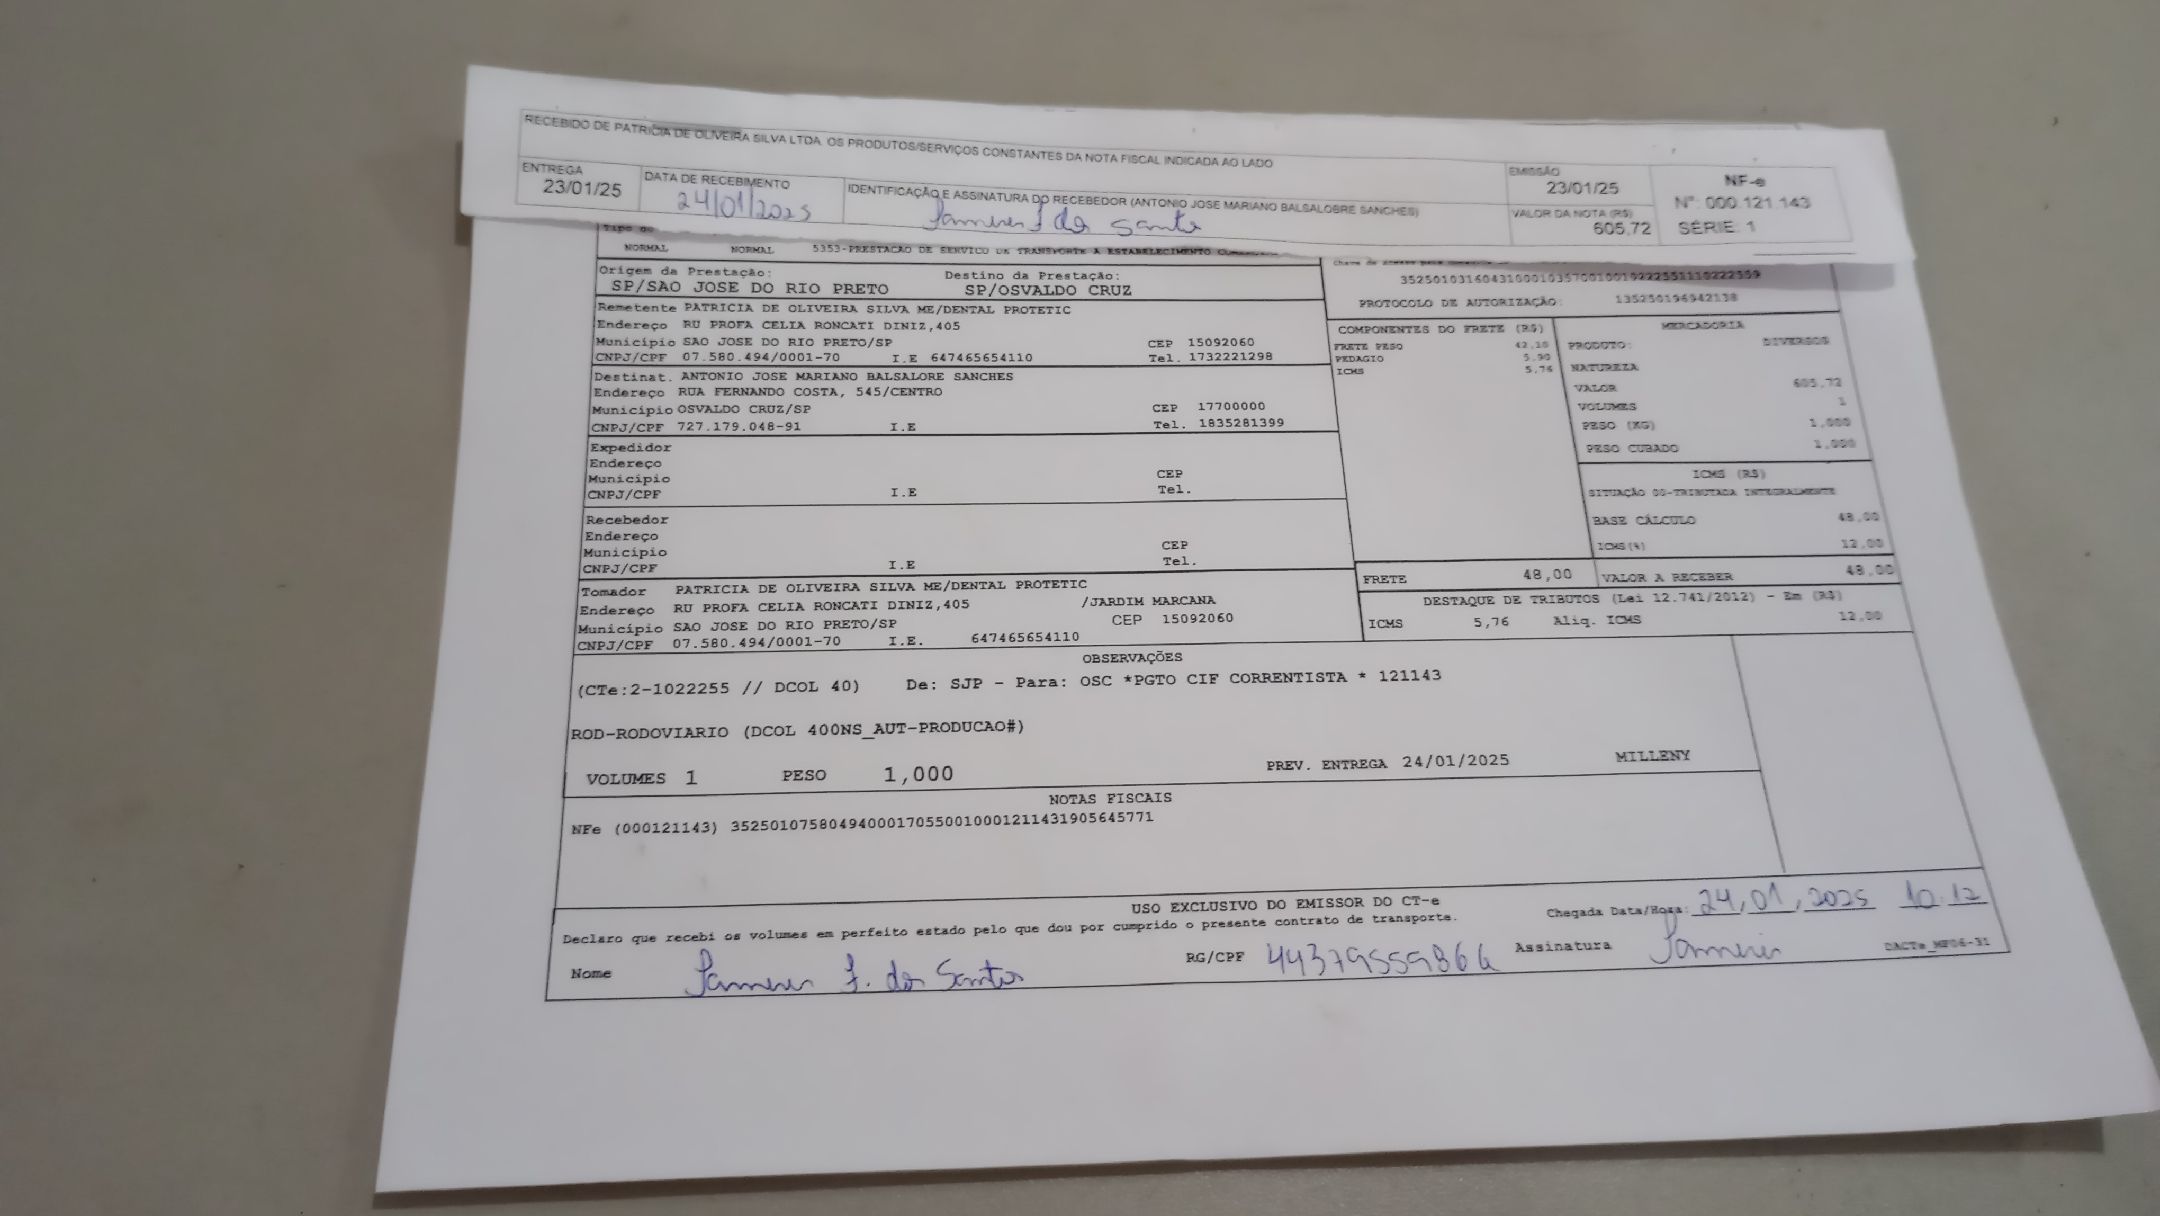 RECEBIDO DE PATRICIA DE OLIVEIRA SILVA LTDA. OS PRODUTOS/SERVIÇOS CONSTANTES DA NOTA FISCAL INDICADA AO LADO
ENTREGA
23/01/25
DATA DE RECEBIMENTO
24/01/2025
IDENTIFICAÇÃO E ASSINATURA DO RECEBEDOR (ANTONIO JOSE MARIANO BALSALOBRE SANCHES)
EMISSÃO
23/01/25
VALOR DA NOTA (R$)
605,72
NF-e
Nº: 000.121.143
SÉRIE: 1
NORMAL NORMAL 5353-PRESTACAO DE SERVICO DE TRANSPORTE A ESTABELECIMENTO
Origem da Prestação: Destino da Prestação:
SP/SAO JOSE DO RIO PRETO SP/OSVALDO CRUZ
Remetente PATRICIA DE OLIVEIRA SILVA ME/DENTAL PROTETIC
Endereço RU PROFA CELIA RONCATI DINIZ,405
Município SAO JOSE DO RIO PRETO/SP CEP 15092060
CNPJ/CPF 07.580.494/0001-70 I.E 647465654110 Tel. 1732221298
Destinat. ANTONIO JOSE MARIANO BALSALORE SANCHES
Endereço RUA FERNANDO COSTA, 545/CENTRO
Município OSVALDO CRUZ/SP CEP 17700000
CNPJ/CPF 727.179.048-91 I.E Tel. 1835281399
Expedidor
Endereço
Município CEP
CNPJ/CPF I.E Tel.
Recebedor
Endereço
Município CEP
CNPJ/CPF I.E Tel.
Tomador PATRICIA DE OLIVEIRA SILVA ME/DENTAL PROTETIC
Endereço RU PROFA CELIA RONCATI DINIZ,405 /JARDIM MARCANA
Município SAO JOSE DO RIO PRETO/SP CEP 15092060
CNPJ/CPF 07.580.494/0001-70 I.E. 647465654110
PROTOCOLO DE AUTORIZAÇÃO: 135250196942138
COMPONENTES DO FRETE (R$)
FRETE PESO
PEDAGIO 5,90
ICMS 5,76
MERCADORIA
PRODUTO: DIVERSOS
NATUREZA
VALOR 605,72
VOLUMES 1
PESO (KG) 1,000
PESO CUBADO 1,000
ICMS (R$)
SITUAÇÃO 00-TRIBUTADA INTEGRALMENTE
BASE CÁLCULO 48,00
ICMS(%) 12,00
FRETE 48,00 VALOR A RECEBER 48,00
DESTAQUE DE TRIBUTOS (Lei 12.741/2012) - Em (R$)
ICMS 5,76 Aliq. ICMS 12,00
OBSERVAÇÕES
(CTe:2-1022255 // DCOL 40) De: SJP - Para: OSC *PGTO CIF CORRENTISTA * 121143
ROD-RODOVIARIO (DCOL 400NS_AUT-PRODUCAO#)
VOLUMES 1 PESO 1,000 PREV. ENTREGA 24/01/2025 MILLENY
NOTAS FISCAIS
NFe (000121143) 35250107580494000170550010001211431905645771
USO EXCLUSIVO DO EMISSOR DO CT-e
Declaro que recebi os volumes em perfeito estado pelo que dou por cumprido o presente contrato de transporte.
Chegada Data/Hora: 24,01,2025 10:12
Nome J. dos Santos RG/CPF Assinatura DACTe_MF06-31